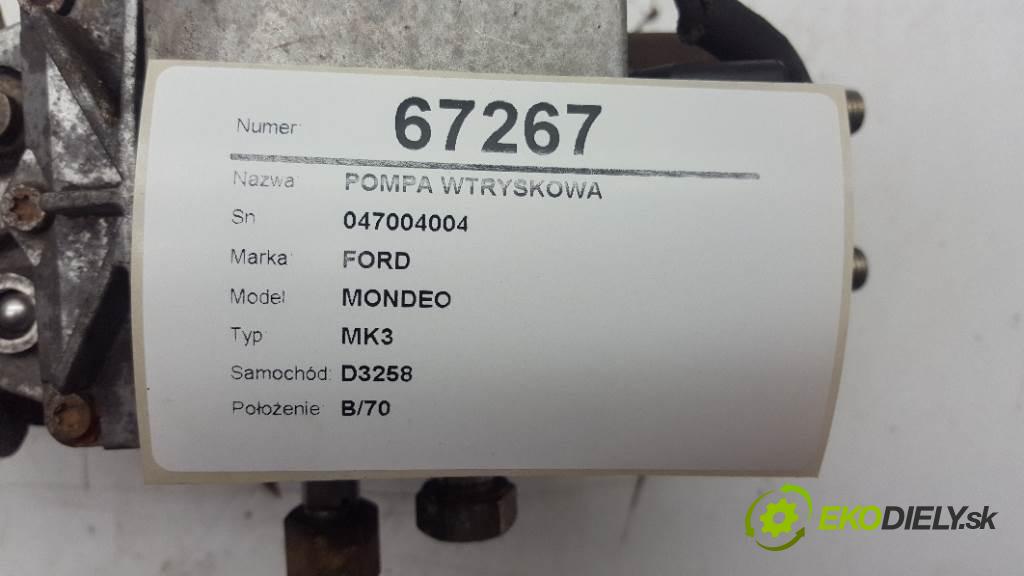 Numer: 67267
Nazwa: POMPA WTRYSKOWA
Sn 047004004
Marka: FORD
Model MONDEO
Typ: MK3
Samochód: D3258
Położenie: B/70
EKODIELY.sk